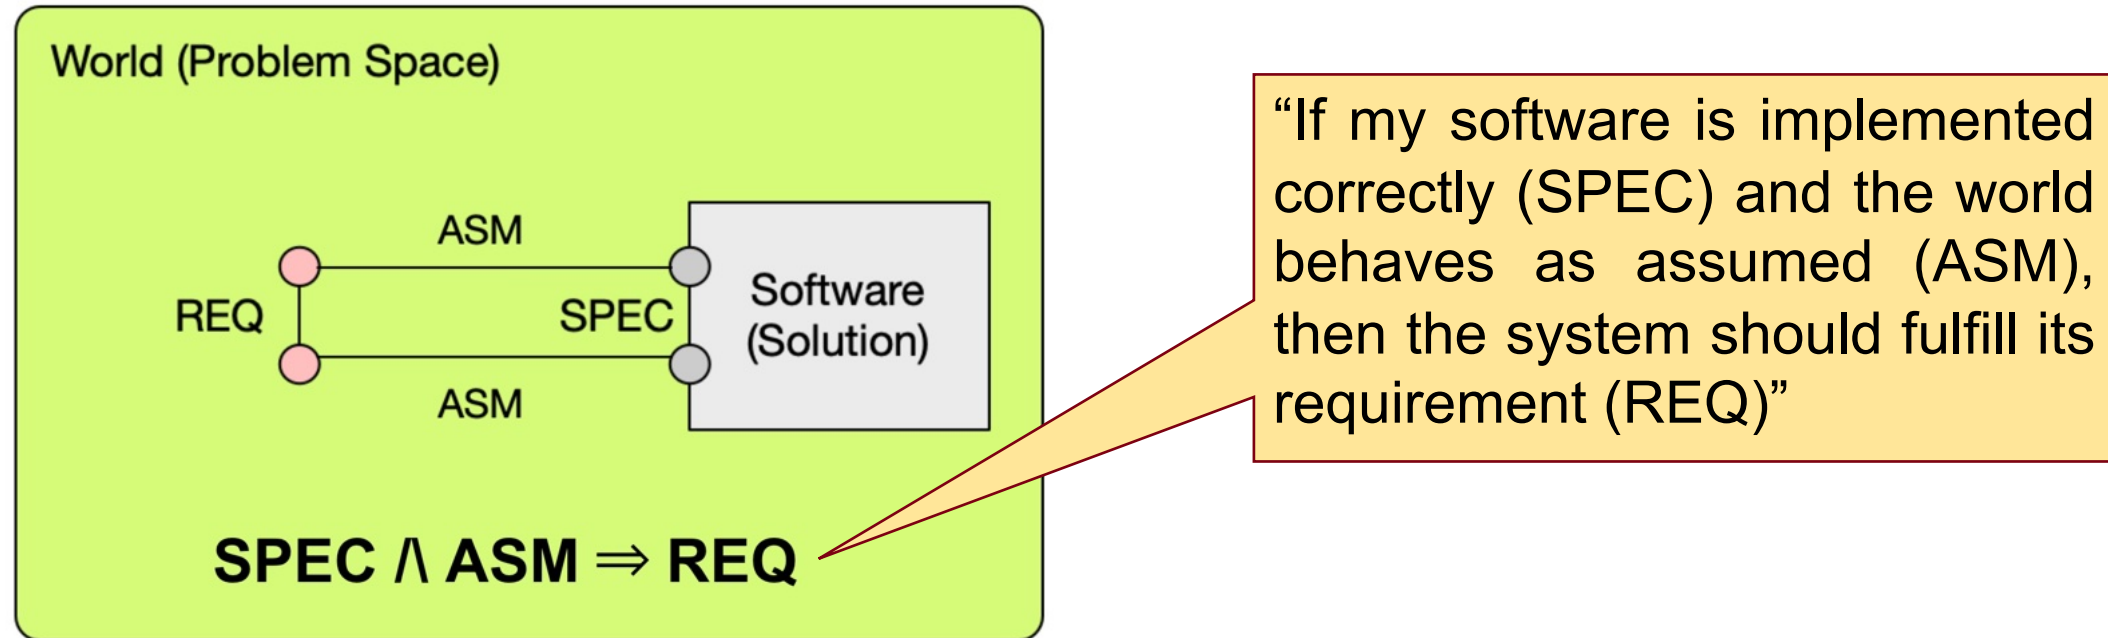 World (Problem Space)
ASM
REQ
SPEC
Software
(Solution)
ASM
SPEC /\ ASM ⇒ REQ
“If my software is implemented
correctly (SPEC) and the world
behaves as assumed (ASM),
then the system should fulfill its
requirement (REQ)”